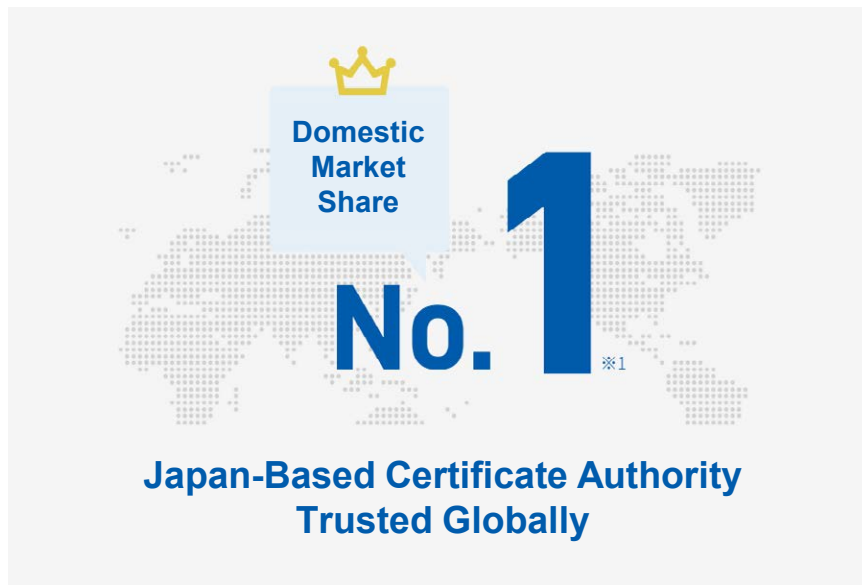 Domestic
Market
Share
No.1
※1
Japan-Based Certificate Authority
Trusted Globally